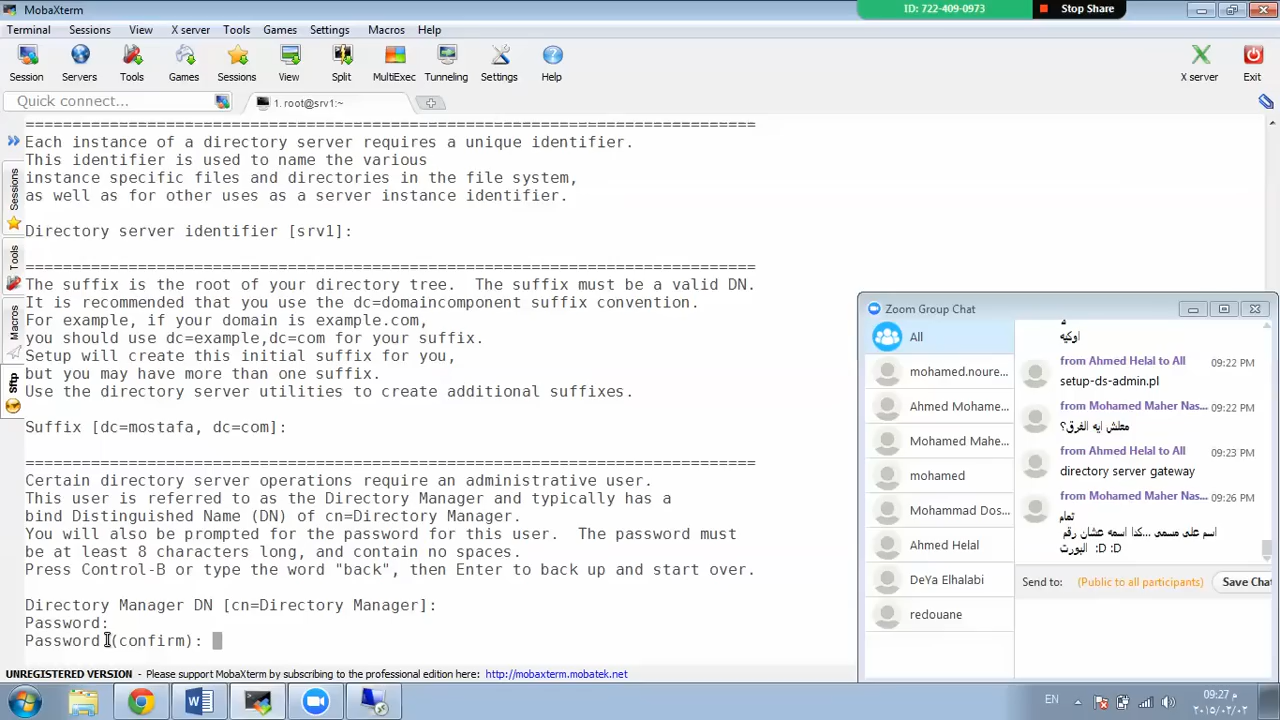 MobaXterm
ID: 722-409-0973
Stop Share
Terminal Sessions View X server Tools Games Settings Macros Help
Session Servers Tools Games Sessions View Split MultiExec Tunneling Settings Help X server Exit
Quick connect...
1. root@srv1:~
Sessions
Tools
Macros
Sftp
=============================================================================
Each instance of a directory server requires a unique identifier.
This identifier is used to name the various
instance specific files and directories in the file system,
as well as for other uses as a server instance identifier.
Directory server identifier [srv1]:
=============================================================================
The suffix is the root of your directory tree.  The suffix must be a valid DN.
It is recommended that you use the dc=domaincomponent suffix convention.
For example, if your domain is example.com,
you should use dc=example,dc=com for your suffix.
Setup will create this initial suffix for you,
but you may have more than one suffix.
Use the directory server utilities to create additional suffixes.
Suffix [dc=mostafa, dc=com]:
=============================================================================
Certain directory server operations require an administrative user.
This user is referred to as the Directory Manager and typically has a
bind Distinguished Name (DN) of cn=Directory Manager.
You will also be prompted for the password for this user.  The password must
be at least 8 characters long, and contain no spaces.
Press Control-B or type the word "back", then Enter to back up and start over.
Directory Manager DN [cn=Directory Manager]:
Password:
Password (confirm):
Zoom Group Chat
All
mohamed.noure...
Ahmed Mohame...
Mohamed Mahe...
mohamed
Mohammad Dos...
Ahmed Helal
DeYa Elhalabi
redouane
اوكيه
from Ahmed Helal to All 09:22 PM
setup-ds-admin.pl
from Mohamed Maher Nas... 09:22 PM
معلش ايه الفرق؟
from Ahmed Helal to All 09:23 PM
directory server gateway
from Mohamed Maher Nas... 09:26 PM
تمام
اسم على مسمى ...كدا اسمه عشان رقم
البورت :D :D
Send to: (Public to all participants) Save Chat
UNREGISTERED VERSION - Please support MobaXterm by subscribing to the professional edition here: http://mobaxterm.mobatek.net
EN
09:27 م
٢٠١٥/٠٢/٠٢